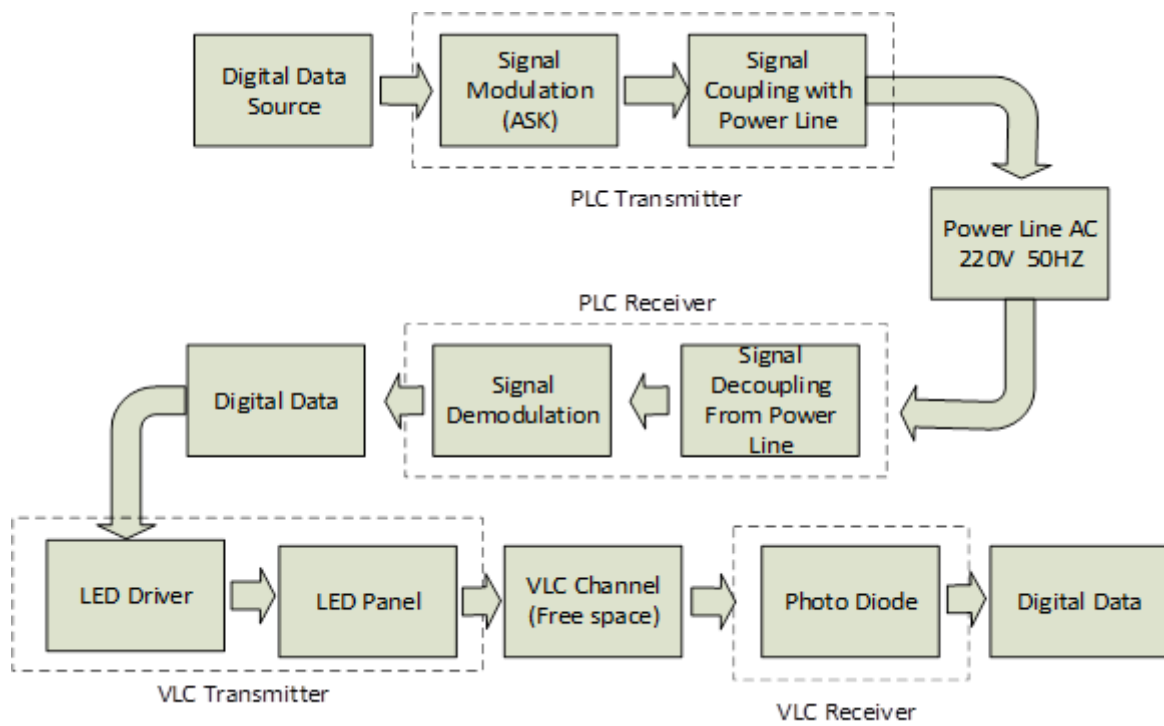 Digital Data
Source
Signal
Modulation
(ASK)
Signal
Coupling with
Power Line
PLC Transmitter
Power Line AC
220V 50HZ
PLC Receiver
Digital Data
Signal
Demodulation
Signal
Decoupling
From Power
Line
LED Driver
LED Panel
VLC Channel
(Free space)
Photo Diode
Digital Data
VLC Transmitter
VLC Receiver